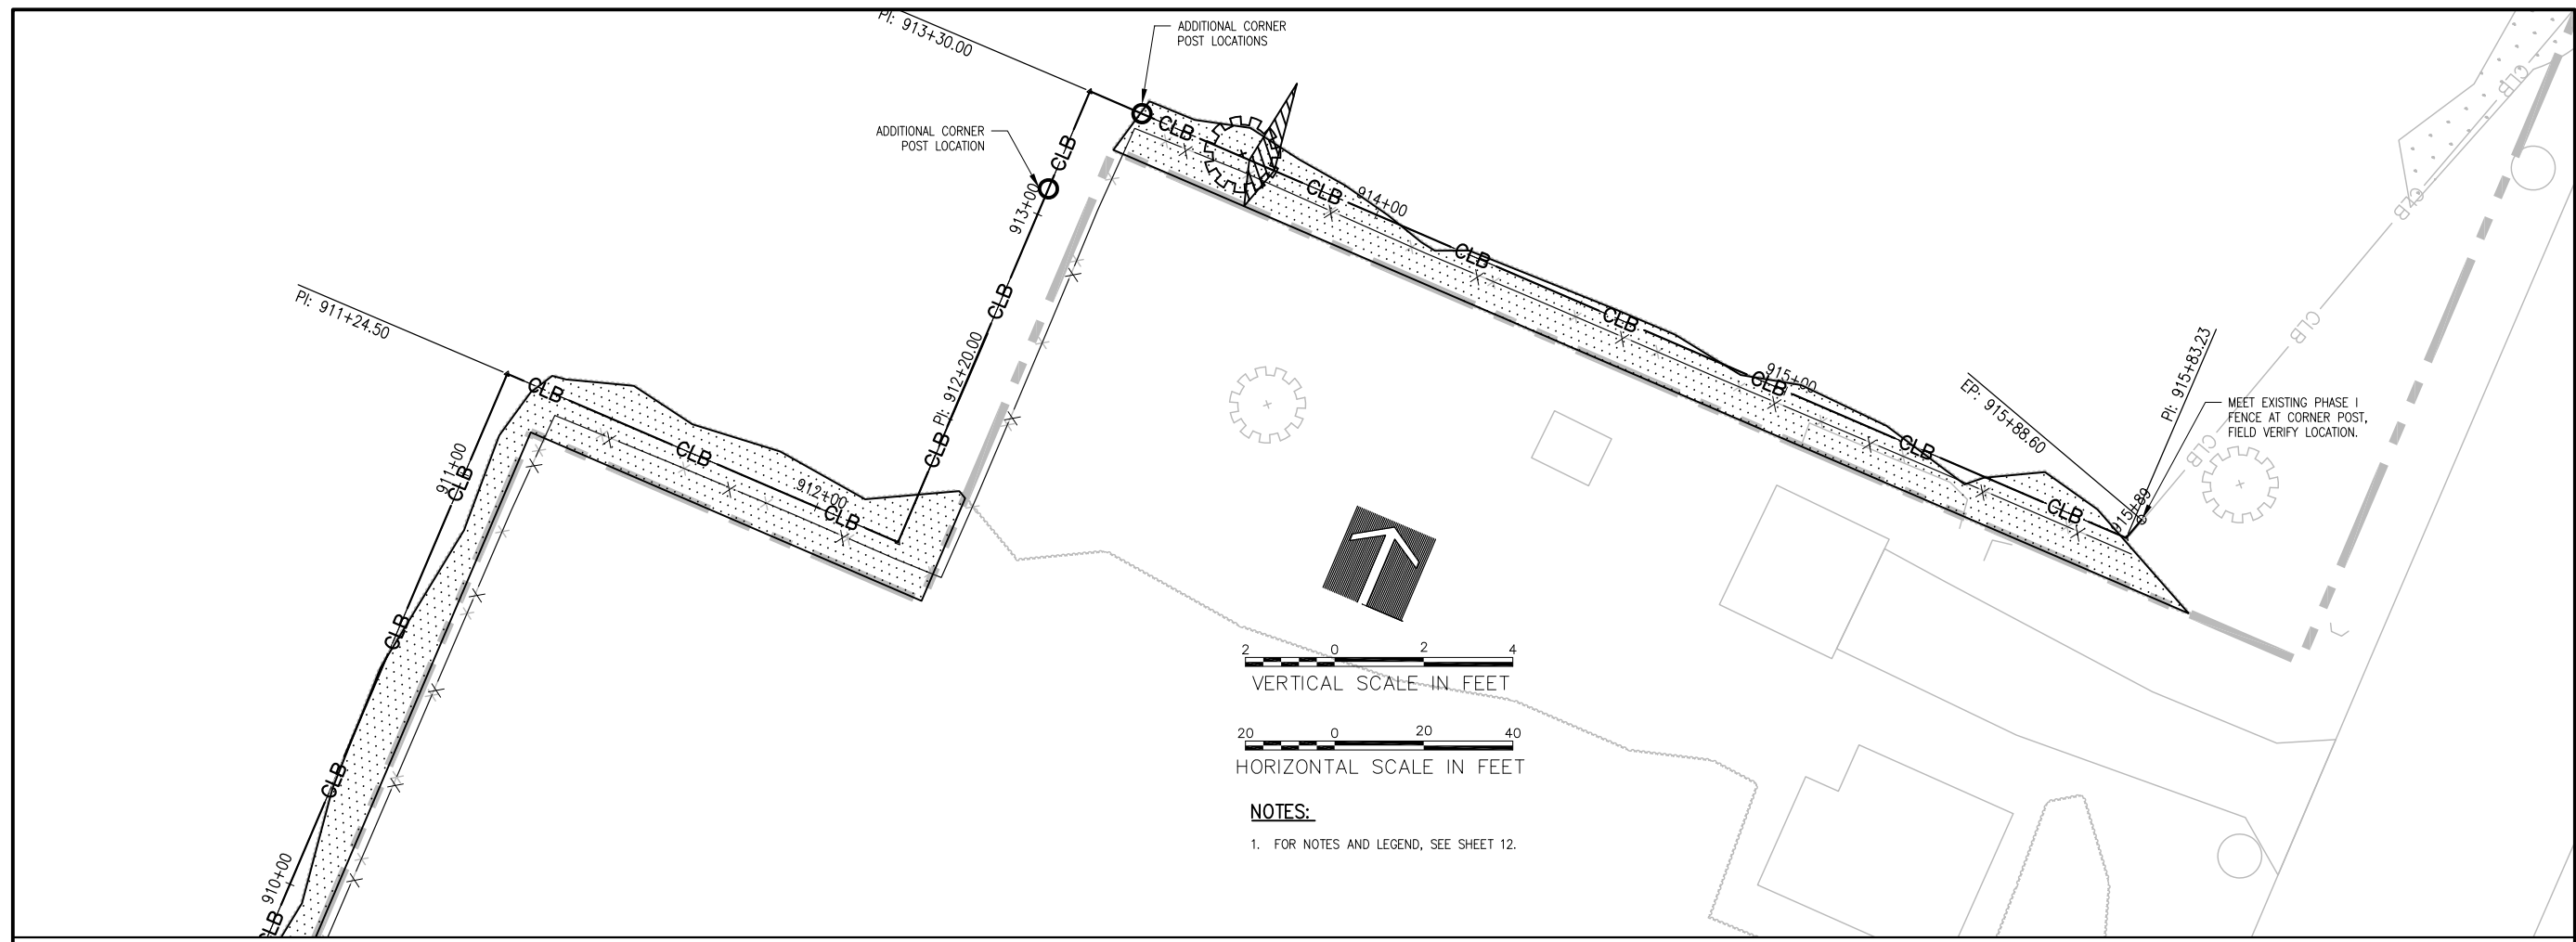 PI: 913+30.00
ADDITIONAL CORNER
POST LOCATIONS
ADDITIONAL CORNER
POST LOCATION
CLB
CLB
913+00
CLB
914+00
CLB
CLB
CLB
CLB
CLB
PI: 911+24.50
CLB
PI: 912+20.00
CLB
CLB
915+00
CLB
EP: 915+88.60
PI: 915+83.23
MEET EXISTING PHASE I
FENCE AT CORNER POST,
FIELD VERIFY LOCATION.
CLB
CLB
CLB
911+00
CLB
CLB
912+00
CLB
CLB
915+89
CLB
2 0 2 4
VERTICAL SCALE IN FEET
20 0 20 40
HORIZONTAL SCALE IN FEET
CLB
NOTES:
1. FOR NOTES AND LEGEND, SEE SHEET 12.
910+00
CLB